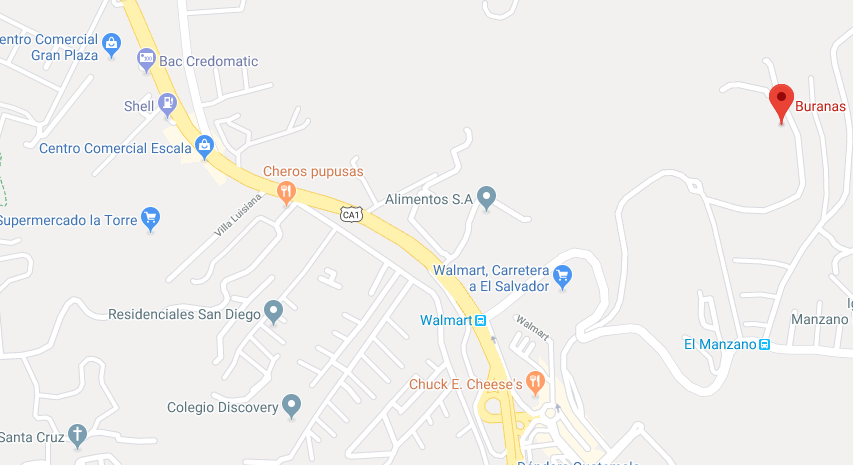 entro Comercial
Gran Plaza
Bac Credomatic
Shell
Buranas
Centro Comercial Escala
Cheros pupusas
Alimentos S.A
Villa Luisiana
CA1
Supermercado la Torre
Walmart, Carretera
a El Salvador
Residenciales San Diego
Walmart
Walmart
Manzano
El Manzano
Chuck E. Cheese's
Colegio Discovery
Santa Cruz